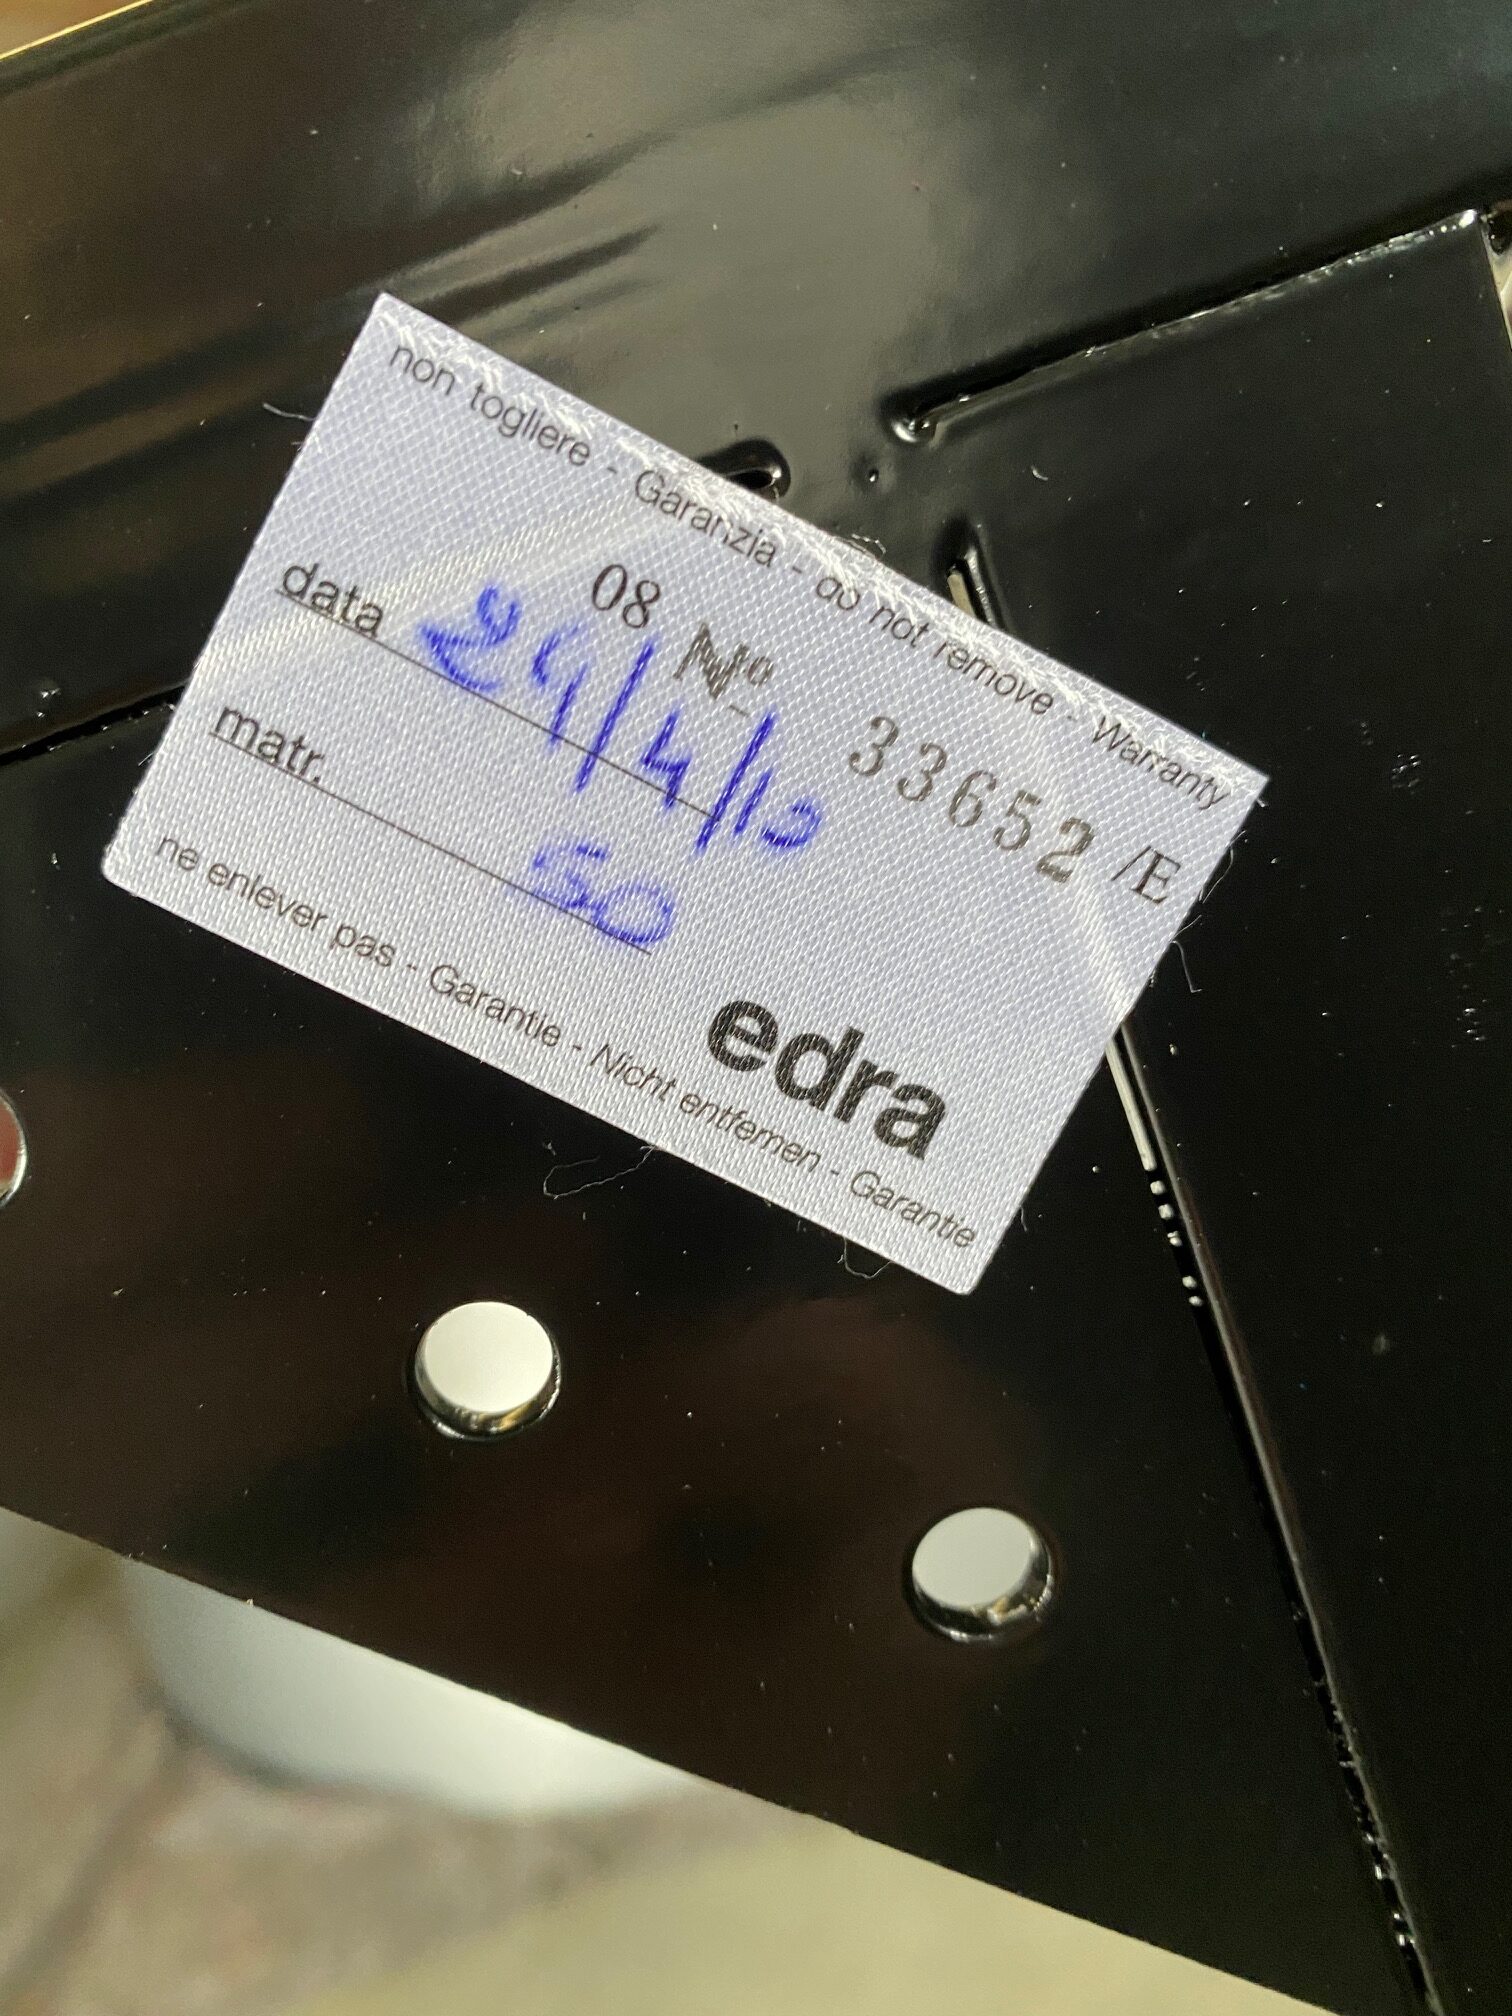 non togliere - Garanzia - do not remove - Warranty
08 Nº 33652 /E
data 29/4/10
matr. 50
edra
ne enlever pas - Garantie - Nicht entfernen - Garantie